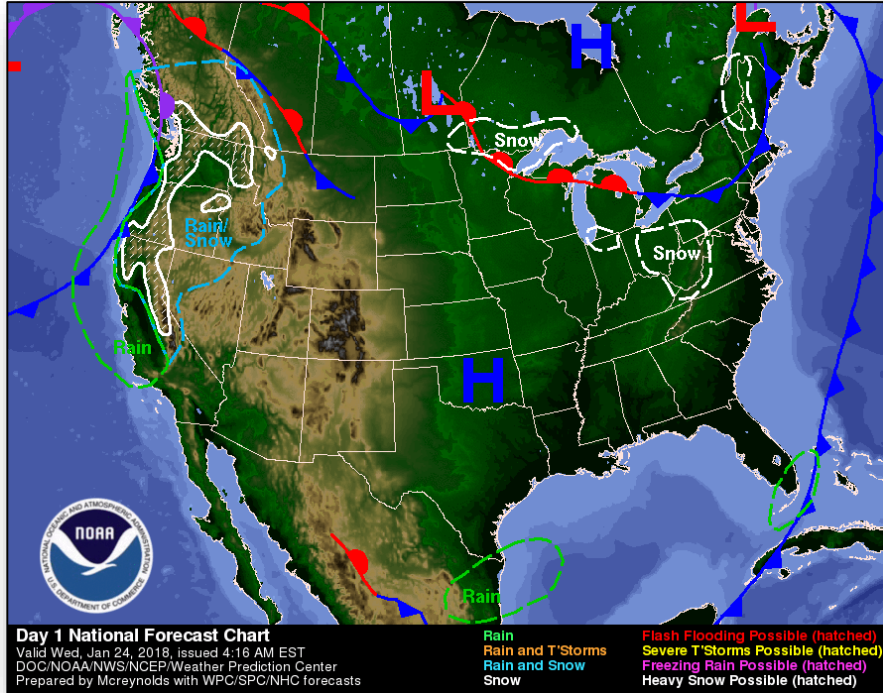 L
H
L
L
Snow
Rain/
Snow
Snow
Rain
H
Rain
NATIONAL OCEANIC AND ATMOSPHERIC ADMINISTRATION
NOAA
U.S. DEPARTMENT OF COMMERCE
Day 1 National Forecast Chart
Valid Wed, Jan 24, 2018, issued 4:16 AM EST
DOC/NOAA/NWS/NCEP/Weather Prediction Center
Prepared by Mcreynolds with WPC/SPC/NHC forecasts
Rain
Rain and T'Storms
Rain and Snow
Snow
Flash Flooding Possible (hatched)
Severe T'Storms Possible (hatched)
Freezing Rain Possible (hatched)
Heavy Snow Possible (hatched)